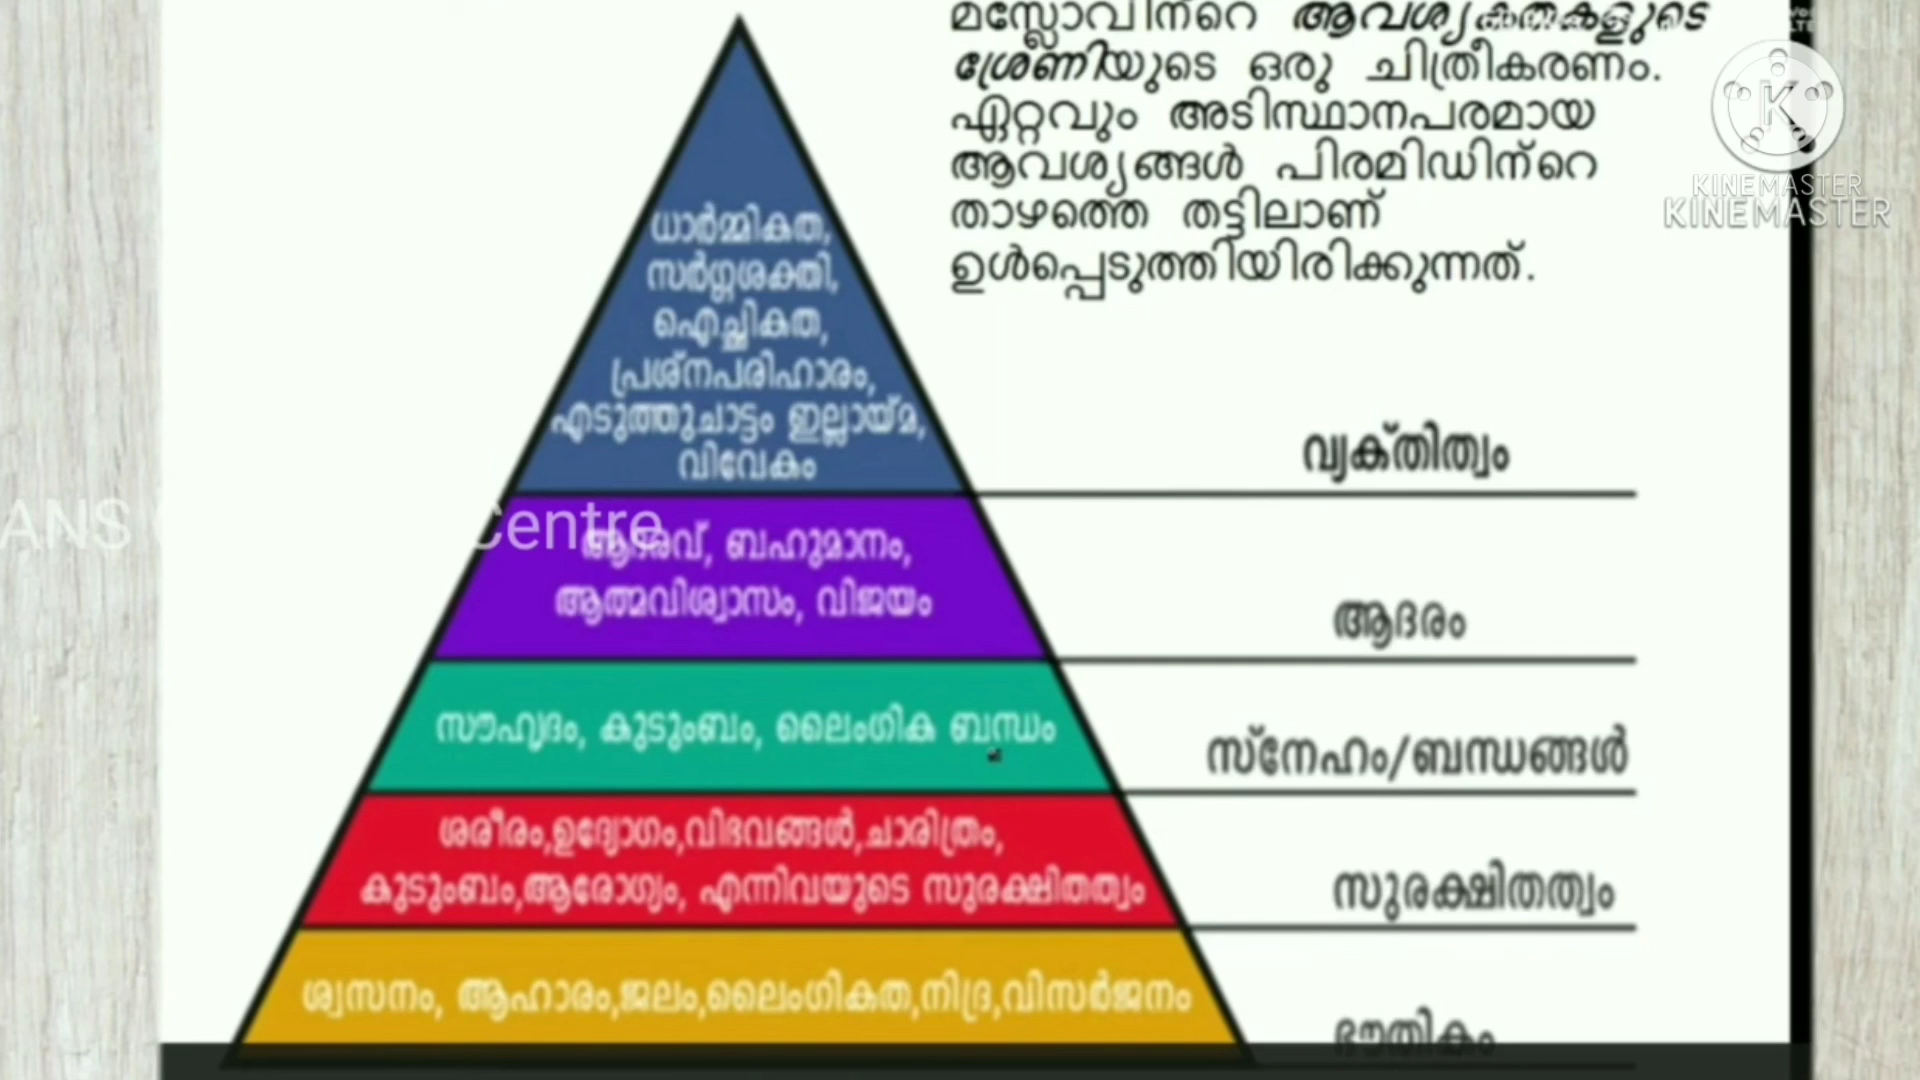 മസ്ലോവിന്റെ ആവശ്യകതകളുടെ
ശ്രേണിയുടെ ഒരു ചിത്രീകരണം.
ഏറ്റവും അടിസ്ഥാനപരമായ
ആവശ്യങ്ങൾ പിരമിഡിന്റെ
താഴത്തെ തട്ടിലാണ്
ഉൾപ്പെടുത്തിയിരിക്കുന്നത്.
KINEMASTER
KINEMASTER
ധാർമ്മികത,
സർഗ്ഗശക്തി,
ഐച്ഛികത,
പ്രശ്നപരിഹാരം,
എടുത്തുചാട്ടം ഇല്ലായ്മ,
വിവേകം
വ്യക്തിത്വം
ANS Centre
ആദരവ്, ബഹുമാനം,
ആത്മവിശ്വാസം, വിജയം
ആദരം
സൗഹൃദം, കുടുംബം, ലൈംഗിക ബന്ധം
സ്നേഹം/ബന്ധങ്ങൾ
ശരീരം,ഉദ്യോഗം,വിഭവങ്ങൾ,ചാരിത്രം,
കുടുംബം,ആരോഗ്യം, എന്നിവയുടെ സുരക്ഷിതത്വം
സുരക്ഷിതത്വം
ശ്വസനം, ആഹാരം,ജലം,ലൈംഗികത,നിദ്ര,വിസർജനം
ഭൗതികം